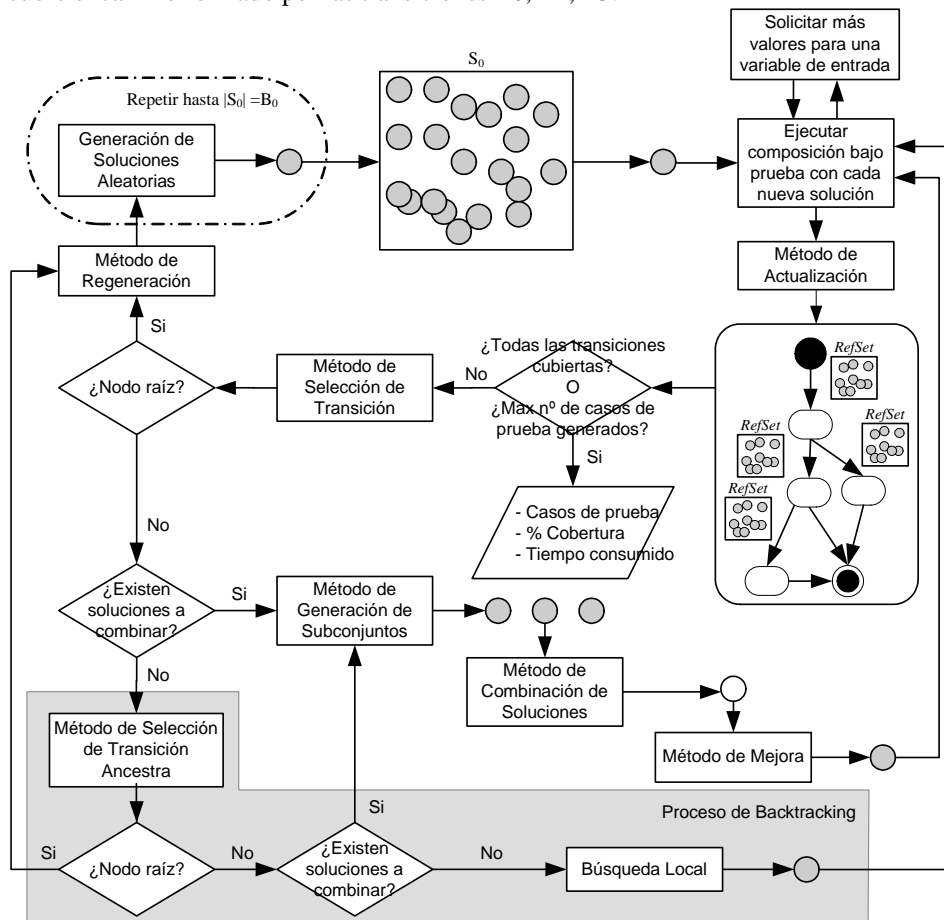 Solicitar más
valores para una
variable de entrada
S0
Repetir hasta |S0| =B0
Generación de
Soluciones
Aleatorias
Ejecutar
composición bajo
prueba con cada
nueva solución
Método de
Regeneración
Método de
Actualización
Si
¿Todas las transiciones
cubiertas?
O
¿Max nº de casos de
prueba generados?
No
Método de
Selección de
Transición
¿Nodo raíz?
RefSet
RefSet
RefSet
RefSet
Si
- Casos de prueba
- % Cobertura
- Tiempo consumido
No
¿Existen
soluciones a
combinar?
Si
Método de
Generación de
Subconjuntos
Método de
Combinación de
Soluciones
No
Método de Selección
de Transición
Ancestra
Método de Mejora
Si
Proceso de Backtracking
Si
¿Nodo raíz?
No
¿Existen
soluciones a
combinar?
No
Búsqueda Local